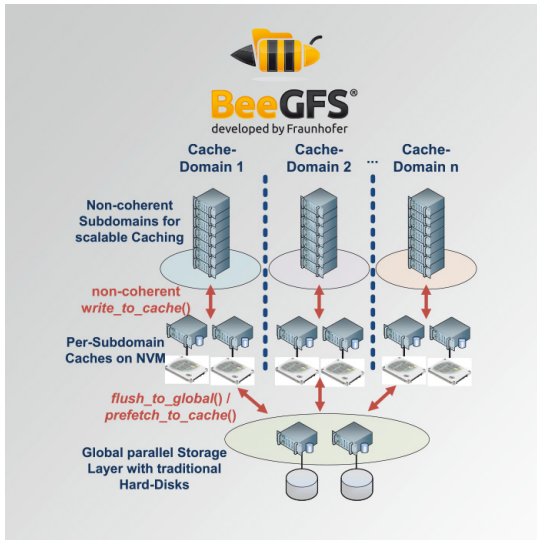 BeeGFS®
developed by Fraunhofer
Cache-
Domain 1
Cache-
Domain 2
...
Cache-
Domain n
Non-coherent
Subdomains for
scalable Caching
non-coherent
write_to_cache()
Per-Subdomain
Caches on NVM
flush_to_global() /
prefetch_to_cache()
Global parallel Storage
Layer with traditional
Hard-Disks